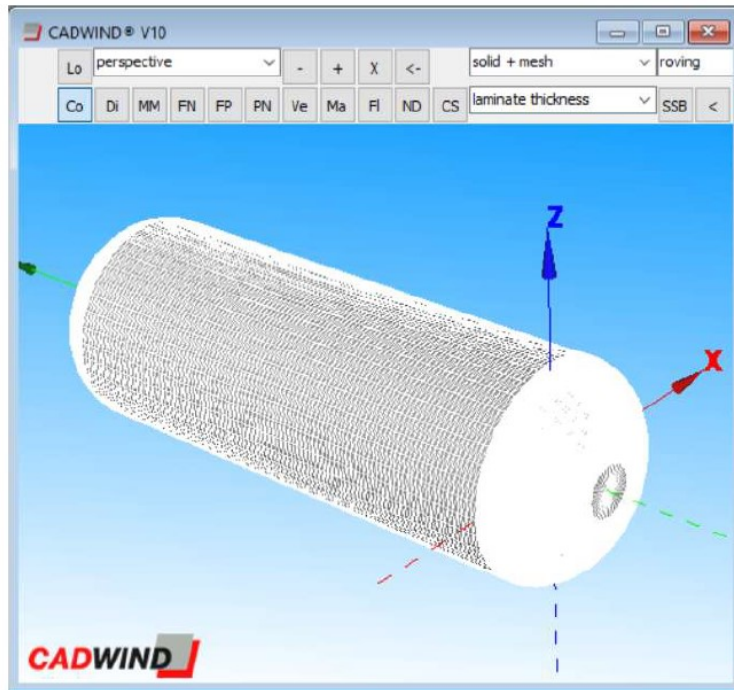 CADWIND® V10
Lo perspective - + X <- solid + mesh roving
Co Di MM FN FP PN Ve Ma Fl ND CS laminate thickness SSB <
Z
X
CADWIND